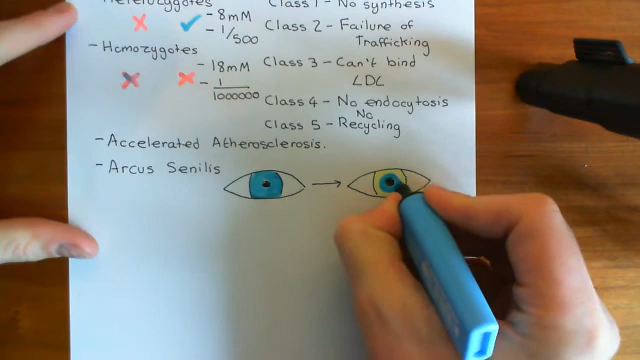 - Heterozygotes
- 8mM
- 1/500
- Homozygotes
- 18mM
- 1/1000000
Class 1 - No synthesis
Class 2 - Failure of
Trafficking
Class 3 - Can't bind
LDL
Class 4 - No endocytosis
Class 5 - No Recycling
- Accelerated Atherosclerosis.
- Arcus Senilis